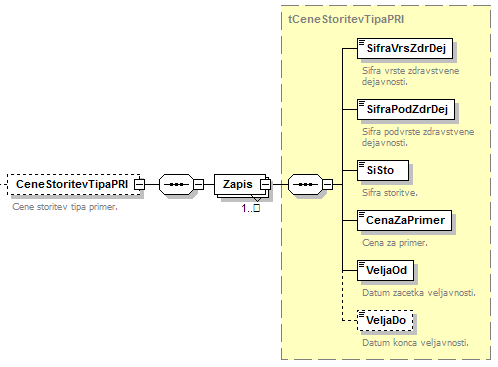 tCeneStoritevTipaPRI
SifraVrsZdrDej
Sifra vrste zdravstvene
dejavnosti.
SifraPodZdrDej
Sifra podvrste zdravstvene
dejavnosti.
CeneStoritevTipaPRI
Cene storitev tipa primer.
Zapis
1..
SiSto
Sifra storitve.
CenaZaPrimer
Cena za primer.
VeljaOd
Datum zacetka veljavnosti.
VeljaDo
Datum konca veljavnosti.